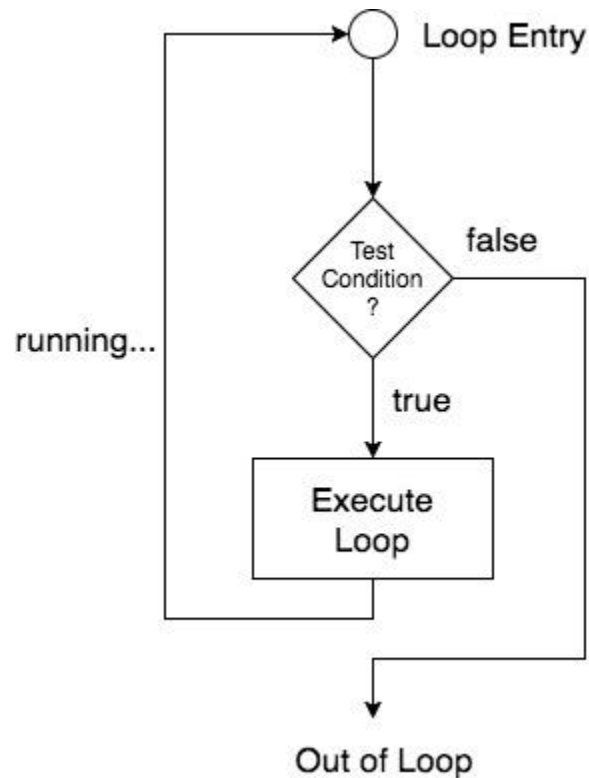 Loop Entry
Test
Condition
?
false
running...
true
Execute
Loop
Out of Loop